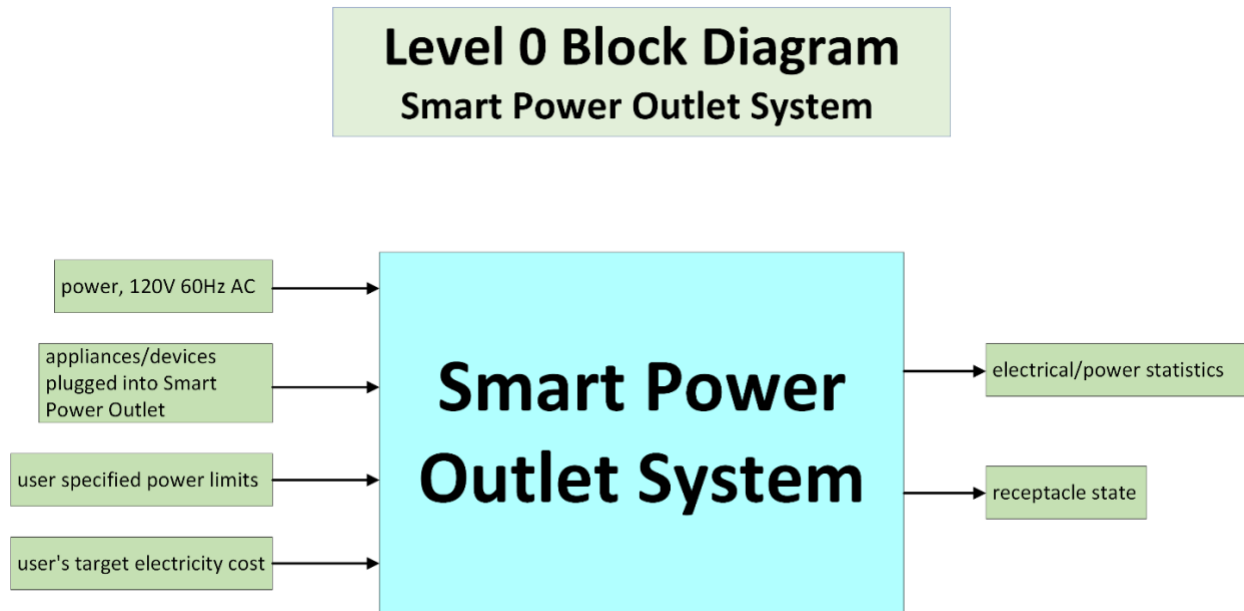 Level 0 Block Diagram
Smart Power Outlet System
power, 120V 60Hz AC
appliances/devices
plugged into Smart
Power Outlet
user specified power limits
user's target electricity cost
Smart Power
Outlet System
electrical/power statistics
receptacle state